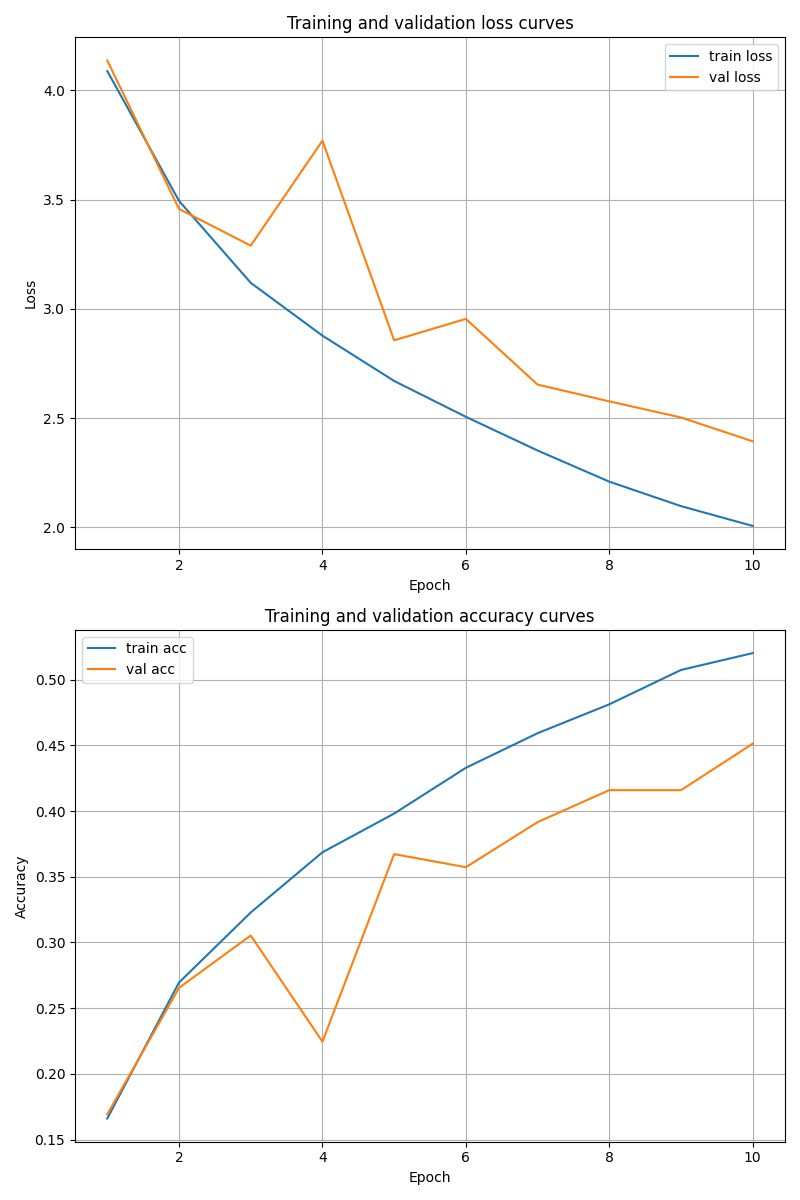 Training and validation loss curves
train loss
val loss
4.0
3.5
3.0
2.5
2.0
Loss
2
4
6
8
10
Epoch
Training and validation accuracy curves
train acc
val acc
0.50
0.45
0.40
0.35
0.30
0.25
0.20
0.15
Accuracy
2
4
6
8
10
Epoch